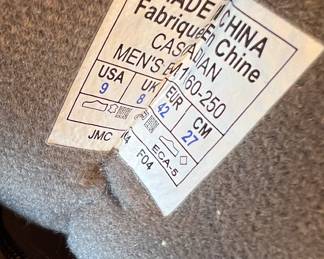 MADE CHINA
Fabriqué En Chine
CASADIAN
MEN'S B 160-250
USA UK EUR CM
9 8 42 27
JMC F04 ECA-5